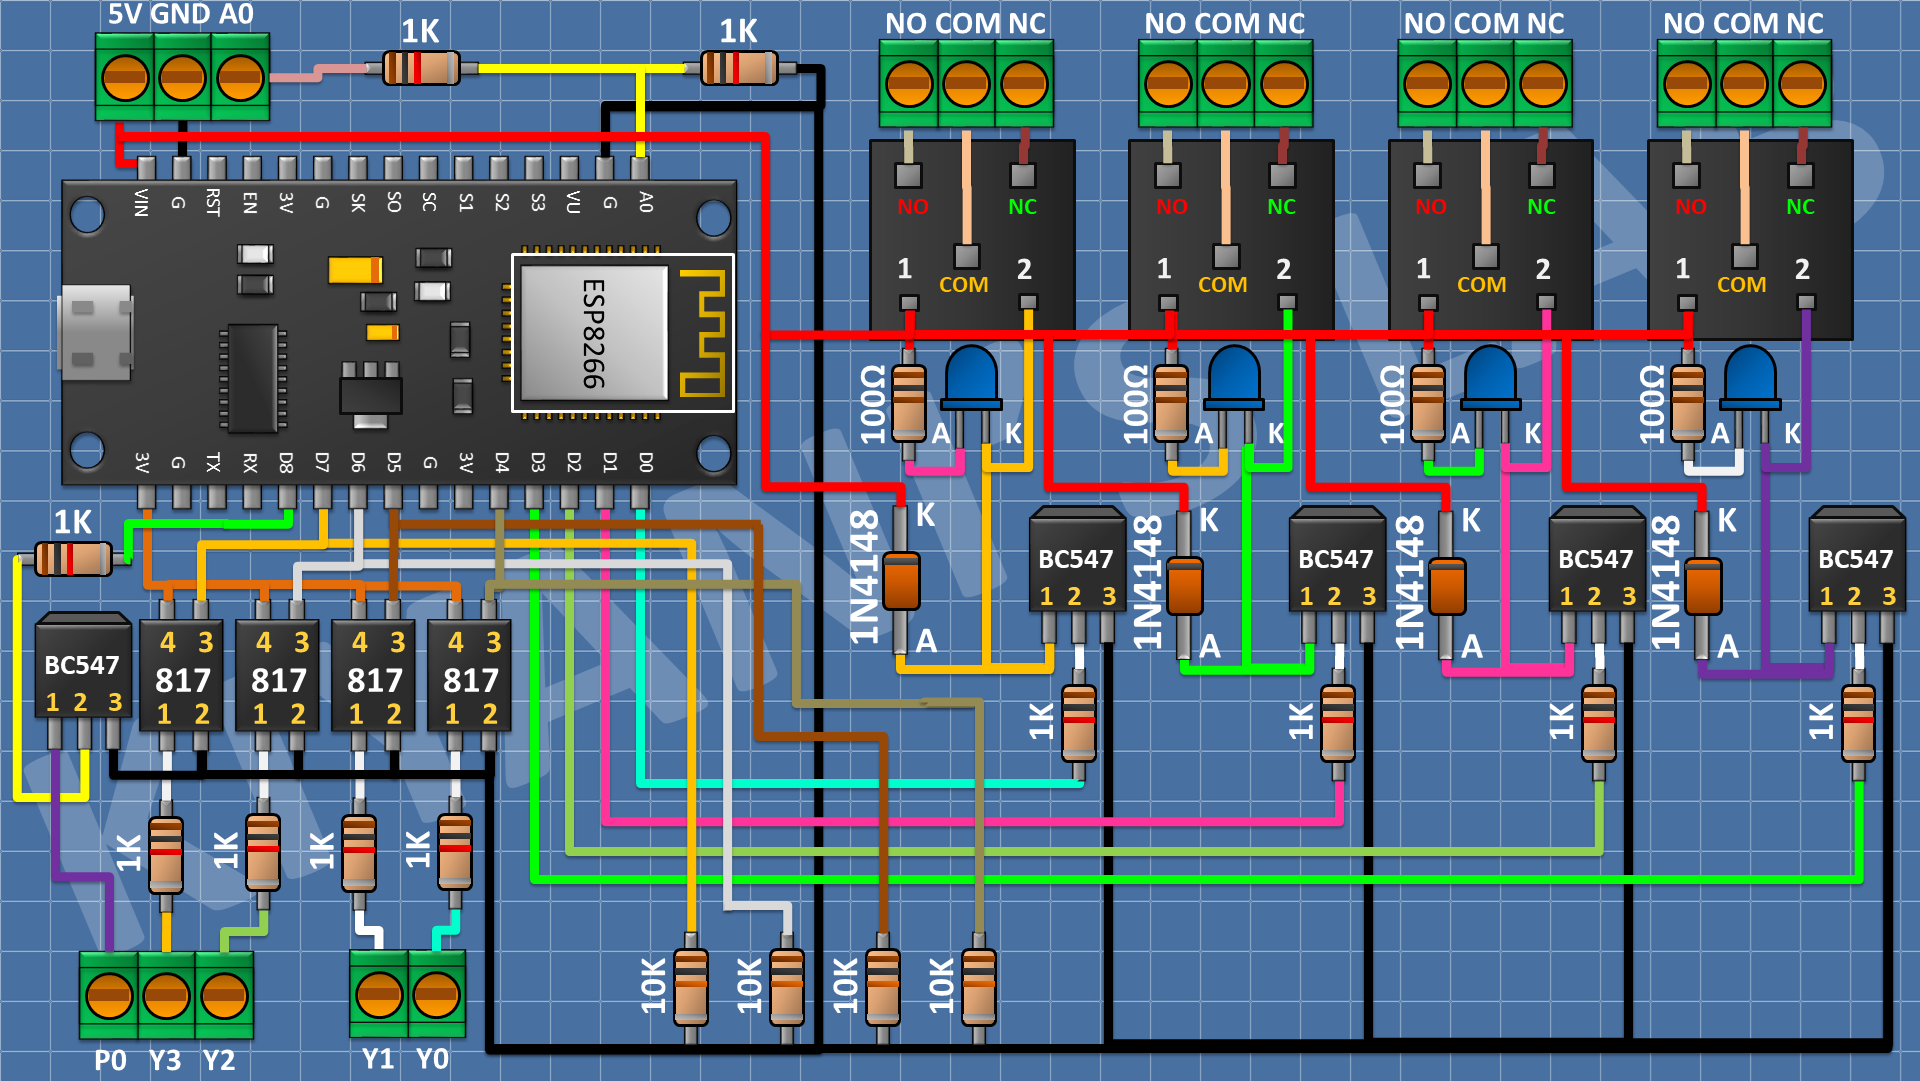 5V GND A0
1K
1K
NO COM NC
NO COM NC
NO COM NC
NO COM NC
VIN G RST EN 3V G SK SO SC S1 S2 S3 VU G A0
ESP8266
3V G TX RX D8 D7 D6 D5 G 3V D4 D3 D2 D1 D0
NO NC
1 COM 2
NO NC
1 COM 2
NO NC
1 COM 2
NO NC
1 COM 2
100Ω A K
100Ω A K
100Ω A K
100Ω A K
1N4148 K A
1N4148 K A
1N4148 K A
1N4148 K A
BC547
1 2 3
BC547
1 2 3
BC547
1 2 3
BC547
1 2 3
1K
1K
1K
1K
1K
BC547
1 2 3
4 3
817
1 2
4 3
817
1 2
4 3
817
1 2
4 3
817
1 2
1K
1K
1K
1K
10K
10K
10K
10K
P0 Y3 Y2
Y1 Y0